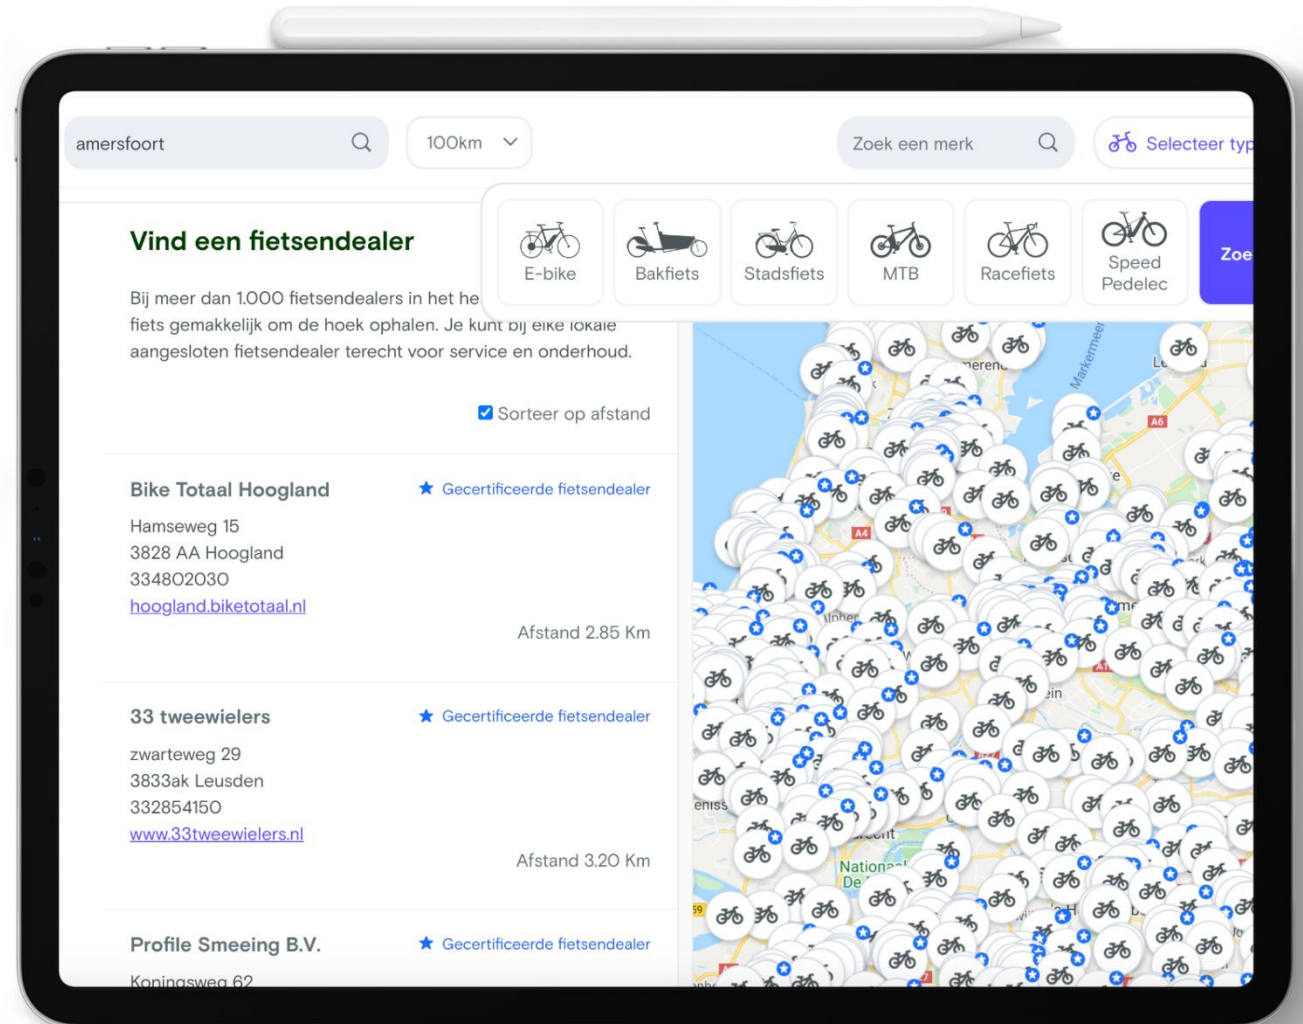 amersfoort
100km
Zoek een merk
Selecteer typ
E-bike
Bakfiets
Stadsfiets
MTB
Racefiets
Speed
Pedelec
Zoe
Vind een fietsendealer
Bij meer dan 1.000 fietsendealers in het he
fiets gemakkelijk om de hoek ophalen. Je kunt bij elke lokale
aangesloten fietsendealer terecht voor service en onderhoud.
Sorteer op afstand
Bike Totaal Hoogland
Gecertificeerde fietsendealer
Hamseweg 15
3828 AA Hoogland
334802030
hoogland.biketotaal.nl
Afstand 2.85 Km
33 tweewielers
Gecertificeerde fietsendealer
zwarteweg 29
3833ak Leusden
332854150
www.33tweewielers.nl
Afstand 3.20 Km
Profile Smeeing B.V.
Gecertificeerde fietsendealer
Koningsweg 62
Markermeer
A6
A4
Nationaal
59